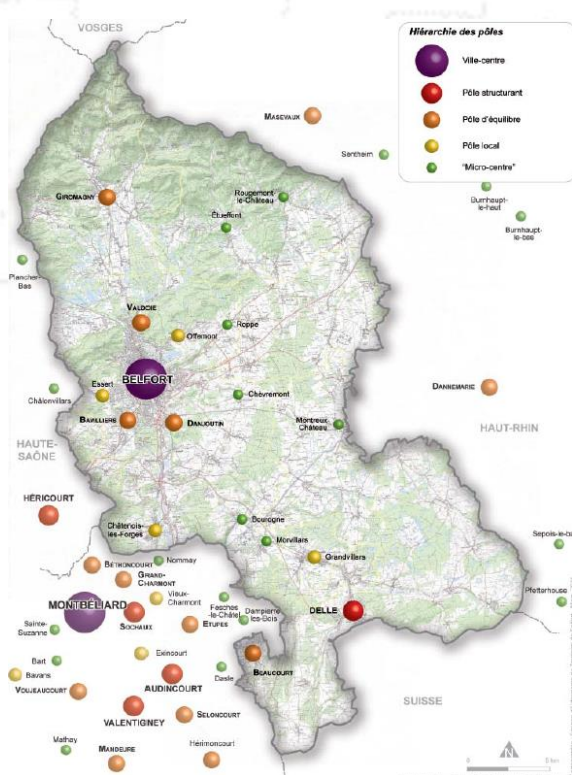 VOSGES
Hiérarchie des pôles
Ville-centre
Pôle structurant
Pôle d'équilibre
Pôle local
"Micro-centre"
MASEVAUX
Sentheim
Burnhaupt-
le-haut
Burnhaupt-
le-bas
GIROMAGNY
Rougemont-
le-Château
Étueffont
Plancher-
Bas
VALDOIE
Offemont
Roppe
BELFORT
Essert
Châlonvillars
Chèvremont
DANNEMARIE
BAVILLIERS
DANJOUTIN
Montreux-
Château
HAUTE-
SAÔNE
HAUT-RHIN
HÉRICOURT
Châtenois-
les-Forges
Bourogne
Morvillars
Grandvillars
Nommay
BÉTHONCOURT
GRAND-
CHARMONT
Vieux-
Charmont
MONTBÉLIARD
SOCHAUX
ETUPES
Fesches
-le-Châtel
Dampierre
-les-Bois
DELLE
Pfetterhouse
Sainte-
Suzanne
Exincourt
Bart
Bavans
AUDINCOURT
Dasle
BEAUCOURT
VOUJEAUCOURT
VALENTIGNEY
SELONCOURT
SUISSE
Mathay
MANDEURE
Hérimoncourt
N
0
5 km